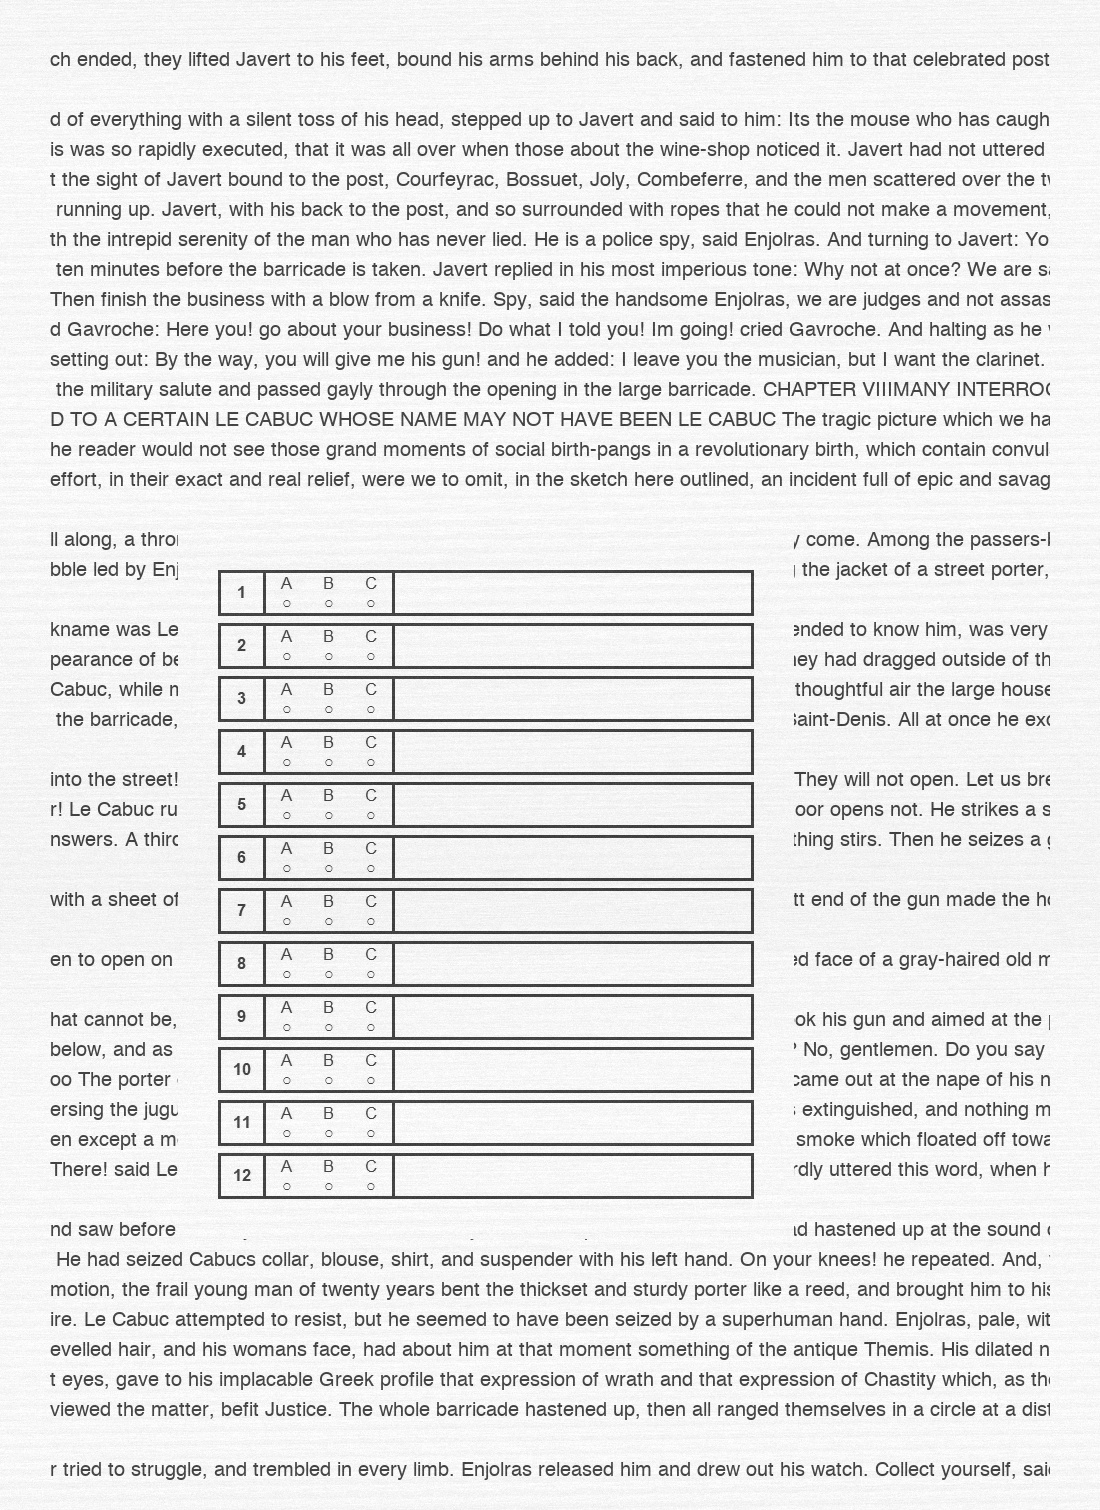 ch ended, they lifted Javert to his feet, bound his arms behind his back, and fastened him to that celebrated post
d of everything with a silent toss of his head, stepped up to Javert and said to him: Its the mouse who has caugh
is was so rapidly executed, that it was all over when those about the wine-shop noticed it. Javert had not uttered
t the sight of Javert bound to the post, Courfeyrac, Bossuet, Joly, Combeferre, and the men scattered over the
running up. Javert, with his back to the post, and so surrounded with ropes that he could not make a movement,
th the intrepid serenity of the man who has never lied. He is a police spy, said Enjolras. And turning to Javert: Yo
ten minutes before the barricade is taken. Javert replied in his most imperious tone: Why not at once? We are
Then finish the business with a blow from a knife. Spy, said the handsome Enjolras, we are judges and not assas
d Gavroche: Here you! go about your business! Do what I told you! Im going! cried Gavroche. And halting as he
setting out: By the way, you will give me his gun! and he added: I leave you the musician, but I want the clarinet.
the military salute and passed gayly through the opening in the large barricade. CHAPTER VIIIMANY INTERRO
D TO A CERTAIN LE CABUC WHOSE NAME MAY NOT HAVE BEEN LE CABUC The tragic picture which we ha
he reader would not see those grand moments of social birth-pangs in a revolutionary birth, which contain convul
effort, in their exact and real relief, were we to omit, in the sketch here outlined, an incident full of epic and savag
ll along, a thro y come. Among the passers-
bble led by Enj the jacket of a street porter,
1 A B C
kname was Le ended to know him, was very
2 A B C
pearance of be ey had dragged outside of th
Cabuc, while thoughtful air the large house
3 A B C
the barricade, Saint-Denis. All at once he exc
4 A B C
into the street! They will not open. Let us bre
5 A B C
r! Le Cabuc ru oor opens not. He strikes a s
nswers. A third thing stirs. Then he seizes a
6 A B C
with a sheet of tt end of the gun made the ho
7 A B C
en to open on ed face of a gray-haired old m
8 A B C
hat cannot be, ok his gun and aimed at the
9 A B C
below, and as ? No, gentlemen. Do you say
10 A B C
oo The porter came out at the nape of his n
ersing the jugu extinguished, and nothing m
11 A B C
en except a m smoke which floated off towa
There! said Le rdly uttered this word, when h
12 A B C
nd saw before ad hastened up at the sound
He had seized Cabucs collar, blouse, shirt, and suspender with his left hand. On your knees! he repeated. And,
motion, the frail young man of twenty years bent the thickset and sturdy porter like a reed, and brought him to his
ire. Le Cabuc attempted to resist, but he seemed to have been seized by a superhuman hand. Enjolras, pale, wit
evelled hair, and his womans face, had about him at that moment something of the antique Themis. His dilated n
t eyes, gave to his implacable Greek profile that expression of wrath and that expression of Chastity which, as the
viewed the matter, befit Justice. The whole barricade hastened up, then all ranged themselves in a circle at a dist
r tried to struggle, and trembled in every limb. Enjolras released him and drew out his watch. Collect yourself, said